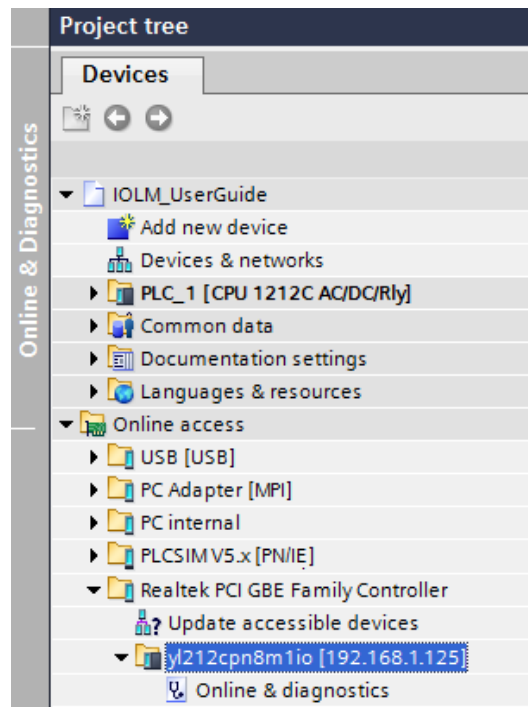 Project tree
Devices
Online & Diagnostics
IOLM_UserGuide
Add new device
Devices & networks
PLC_1 [CPU 1212C AC/DC/Rly]
Common data
Documentation settings
Languages & resources
Online access
USB [USB]
PC Adapter [MPI]
PC internal
PLCSIM V5.x [PN/IE]
Realtek PCI GBE Family Controller
Update accessible devices
yl212cpn8m1io [192.168.1.125]
Online & diagnostics